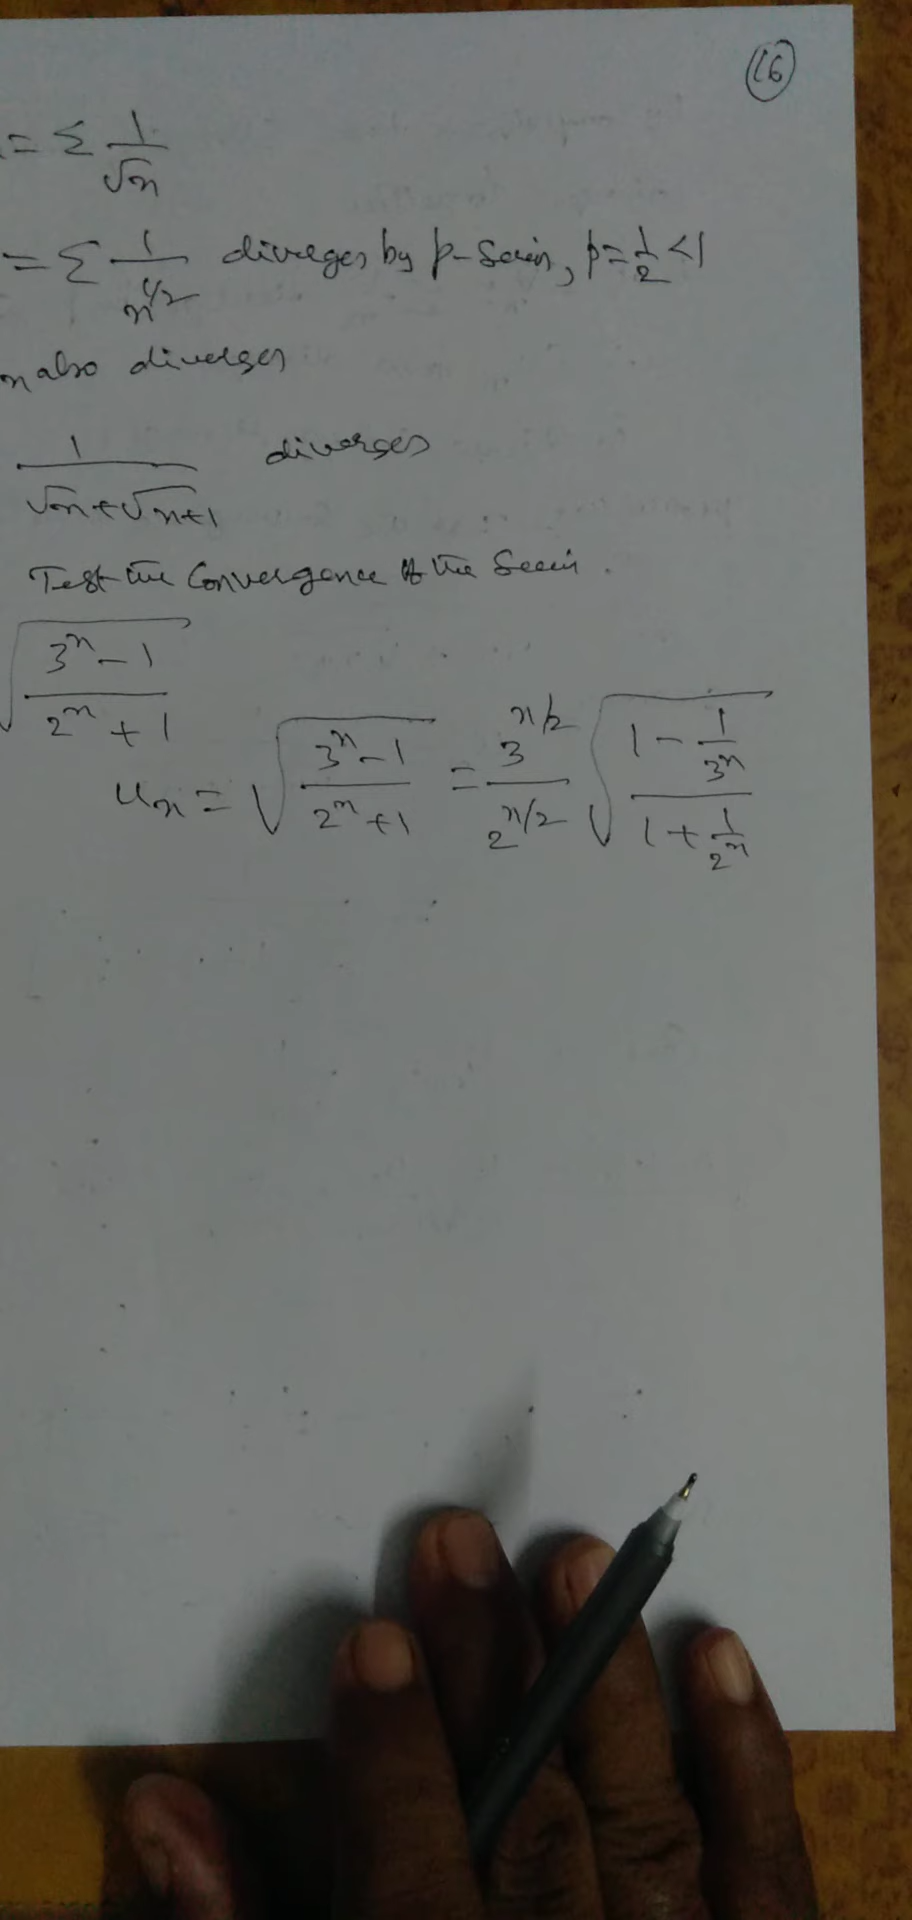 16
= Σ 1/√n
= Σ 1/n^1/2 diverges by p-Series, p=1/2<1
n also diverges
1/√n+√n+1 diverges
Test the Convergence of the Series.
√3^n-1/2^n+1
u_n = √3^n-1/2^n+1 = 3^n/2/2^n/2 √1-1/3^n/1+1/2^n